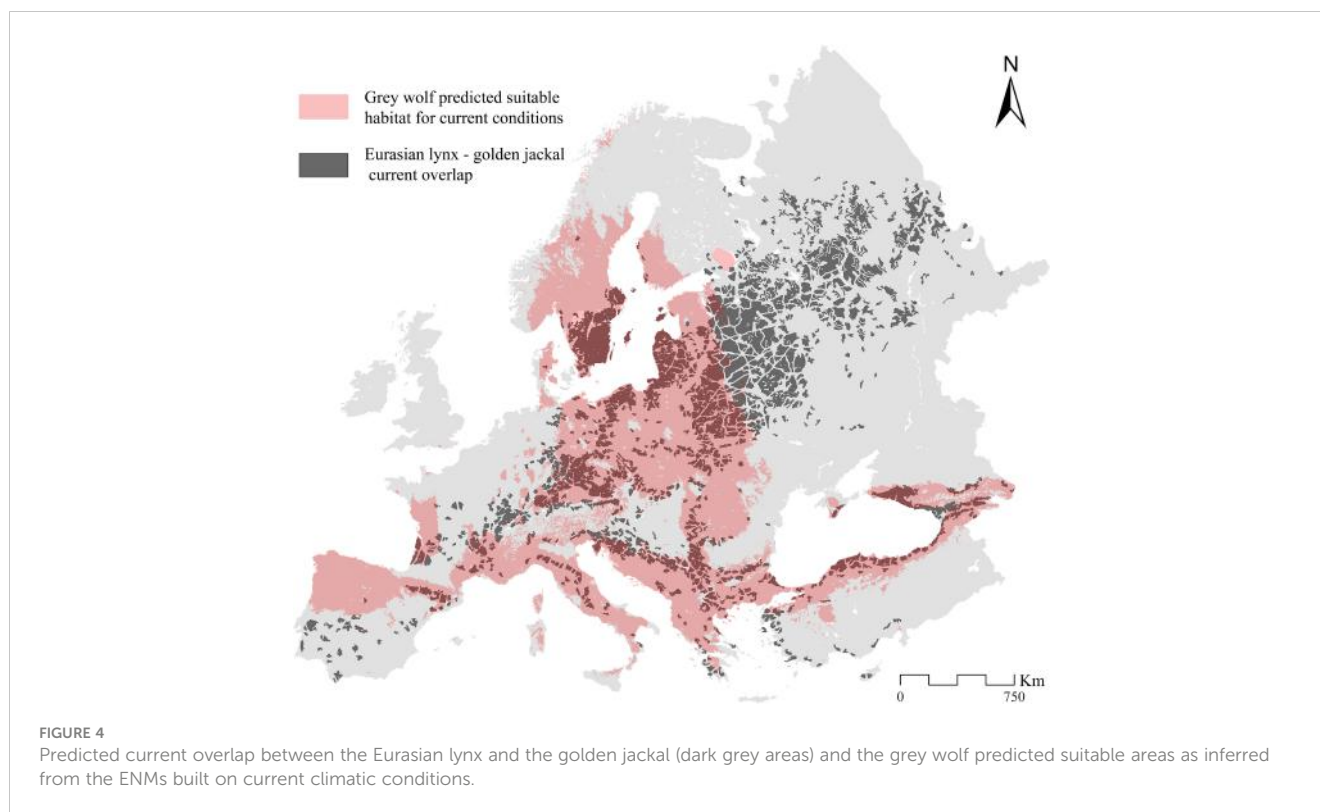 N
Grey wolf predicted suitable
habitat for current conditions
Eurasian lynx - golden jackal
current overlap
Km
0 750
FIGURE 4
Predicted current overlap between the Eurasian lynx and the golden jackal (dark grey areas) and the grey wolf predicted suitable areas as inferred
from the ENMs built on current climatic conditions.